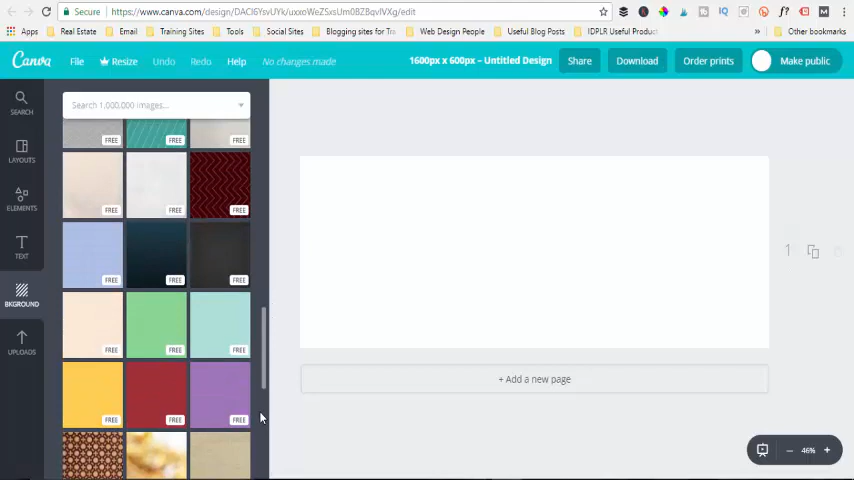 Secure https://www.canva.com/design/
Apps Real Estate Email Training Sites Tools Social Sites Blogging sites for Tra Web Design People Useful Blog Posts IDPLR Useful Product » Other bookmarks
Canva File Resize Undo Redo Help No changes made 1600px x 600px – Untitled Design Share Download Order prints Make public
Search 1,000,000 images...
SEARCH
LAYOUTS
ELEMENTS
TEXT
BKGROUND
UPLOADS
FREE FREE FREE
FREE FREE FREE
FREE FREE FREE
FREE FREE FREE
FREE FREE FREE
1
+ Add a new page
– 46% +